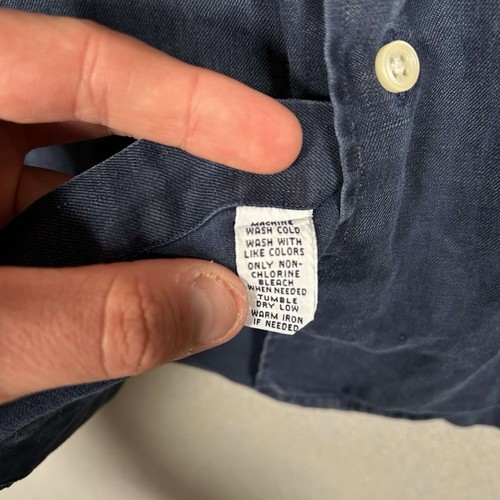 MACHINE
WASH COLD
WASH WITH
LIKE COLORS
ONLY NON-
CHLORINE
BLEACH
WHEN NEEDED
TUMBLE
DRY LOW
WARM IRON
IF NEEDED